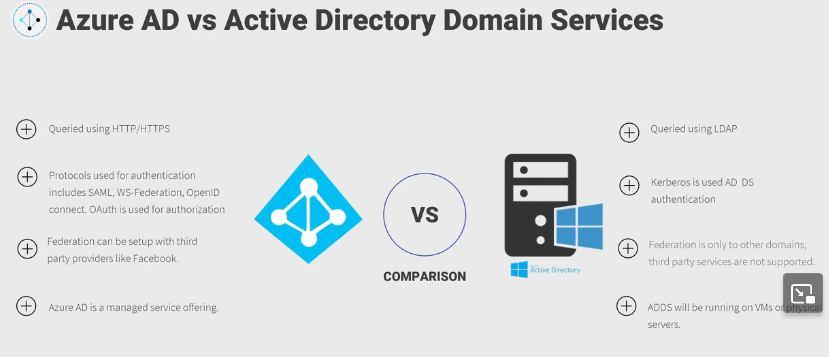 Azure AD vs Active Directory Domain Services
Queried using HTTP/HTTPS
Protocols used for authentication
includes SAML, WS-Federation, OpenID
connect. OAuth is used for authorization
Federation can be setup with third
party providers like Facebook.
Azure AD is a managed service offering.
VS
COMPARISON
Active Directory
Queried using LDAP
Kerberos is used AD DS
authentication
Federation is only to other domains;
third party services are not supported.
ADDS will be running on VMs or physical
servers.